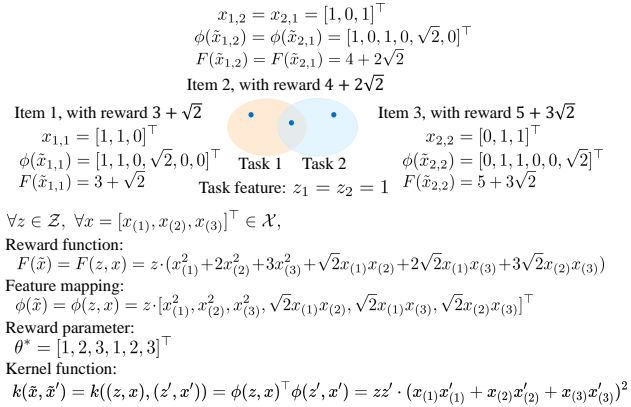 x_{1,2} = x_{2,1} = [1, 0, 1]^⊤
ϕ(x̃_{1,2}) = ϕ(x̃_{2,1}) = [1, 0, 1, 0, √2, 0]^⊤
F(x̃_{1,2}) = F(x̃_{2,1}) = 4 + 2√2
Item 2, with reward 4 + 2√2
Item 1, with reward 3 + √2
x_{1,1} = [1, 1, 0]^⊤
ϕ(x̃_{1,1}) = [1, 1, 0, √2, 0, 0]^⊤
F(x̃_{1,1}) = 3 + √2
Item 3, with reward 5 + 3√2
x_{2,2} = [0, 1, 1]^⊤
ϕ(x̃_{2,2}) = [0, 1, 1, 0, 0, √2]^⊤
F(x̃_{2,2}) = 5 + 3√2
Task 1 Task 2
Task feature: z_1 = z_2 = 1
∀z ∈ 𝒵, ∀x = [x_{(1)}, x_{(2)}, x_{(3)}]^⊤ ∈ 𝒳,
Reward function:
F(x̃) = F(z, x) = z·(x_{(1)}^2+2x_{(2)}^2+3x_{(3)}^2+√2x_{(1)}x_{(2)}+2√2x_{(1)}x_{(3)}+3√2x_{(2)}x_{(3)})
Feature mapping:
ϕ(x̃) = ϕ(z, x) = z·[x_{(1)}^2, x_{(2)}^2, x_{(3)}^2, √2x_{(1)}x_{(2)}, √2x_{(1)}x_{(3)}, √2x_{(2)}x_{(3)}]^⊤
Reward parameter:
θ^* = [1, 2, 3, 1, 2, 3]^⊤
Kernel function:
k(x̃, x̃′) = k((z, x), (z′, x′)) = ϕ(z, x)^⊤ϕ(z′, x′) = zz′ · (x_{(1)}x′_{(1)} + x_{(2)}x′_{(2)} + x_{(3)}x′_{(3)})^2